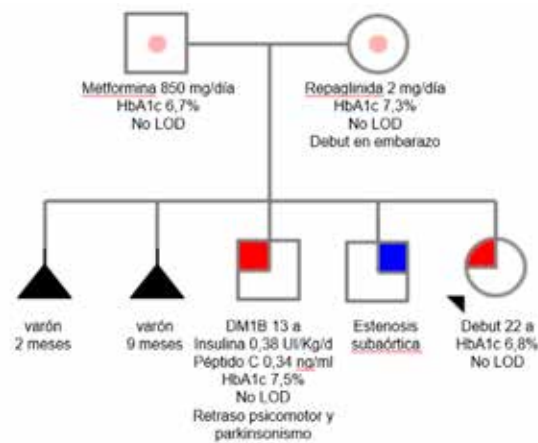 Metformina 850 mg/día
HbA1c 6,7%
No LOD
Repaglinida 2 mg/día
HbA1c 7,3%
No LOD
Debut en embarazo
varón
2 meses
varón
9 meses
DM1B 13 a
Insulina 0,38 UI/Kg/d
Péptido C 0,34 ng/ml
HbA1c 7,5%
No LOD
Retraso psicomotor y
parkinsonismo
Estenosis
subaórtica
Debut 22 a
HbA1c 6,8%
No LOD